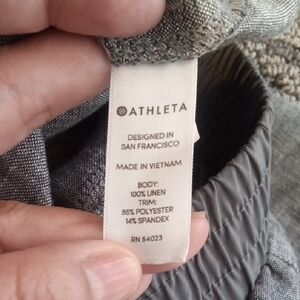 ATHLETA
DESIGNED IN
SAN FRANCISCO
MADE IN VIETNAM
BODY:
100% LINEN
TRIM:
86% POLYESTER
14% SPANDEX
RN 54023